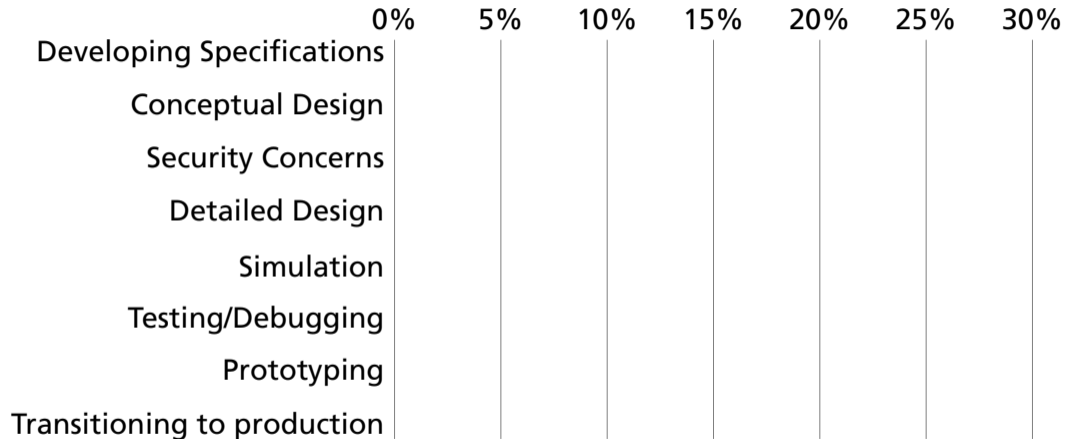 0% 5% 10% 15% 20% 25% 30%
Developing Specifications
Conceptual Design
Security Concerns
Detailed Design
Simulation
Testing/Debugging
Prototyping
Transitioning to production